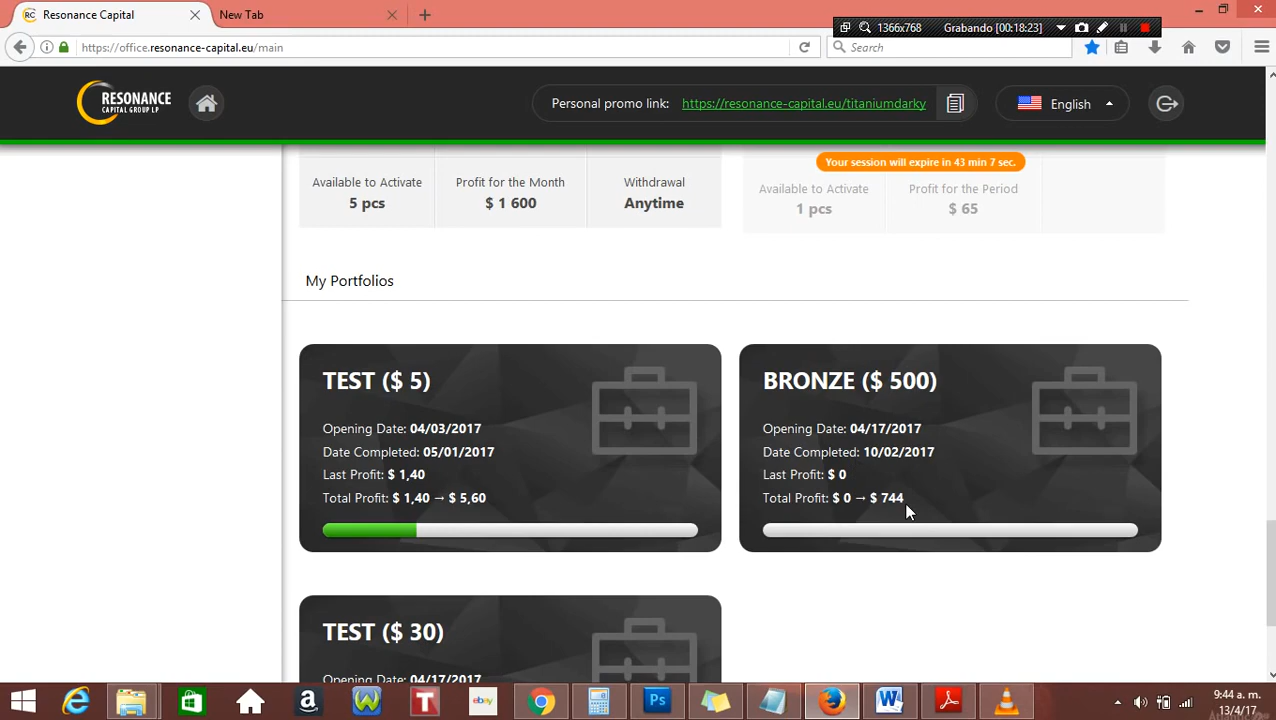 Resonance Capital
New Tab
1366x768
Grabando [00:18:23]
https://office.resonance-capital.eu/main
Search
RESONANCE
CAPITAL GROUP LP
Personal promo link: https://resonance-capital.eu/titaniumdarky
English
Your session will expire in 43 min 7 sec.
Available to Activate
5 pcs
Profit for the Month
$ 1 600
Withdrawal
Anytime
Available to Activate
1 pcs
Profit for the Period
$ 65
My Portfolios
TEST ($ 5)
Opening Date: 04/03/2017
Date Completed: 05/01/2017
Last Profit: $ 1,40
Total Profit: $ 1,40 → $ 5,60
BRONZE ($ 500)
Opening Date: 04/17/2017
Date Completed: 10/02/2017
Last Profit: $ 0
Total Profit: $ 0 → $ 744
TEST ($ 30)
Opening Date: 04/17/2017
9:44 a. m.
13/4/17